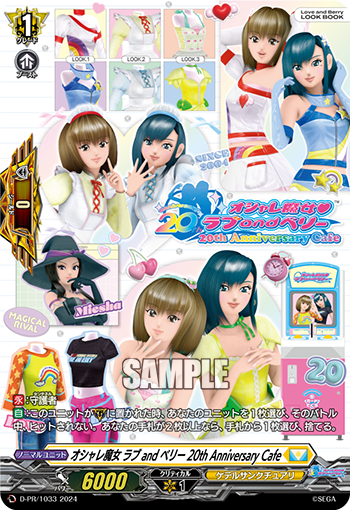 1
グレード
ブースト
Love and Berry
LOOK BOOK
LOOK.1
LOOK.2
LOOK.3
SINCE
2004
20th
オシャレ魔女♥
ラブandベリー
20th Anniversary Cafe
Miesha
MAGICAL
RIVAL
20
SAMPLE
永:守護者
自:このユニットが(R)に置かれた時、あなたのユニットを1枚選び、そのバトル
中、ヒットされない。あなたの手札が2枚以上なら、手札から1枚選び、捨てる。
ノーマルユニット
オシャレ魔女 ラブ and ベリー 20th Anniversary Cafe
パワー
6000
クリティカル
1
ケテルサンクチュアリ
D-PR/1033 2024
©SEGA